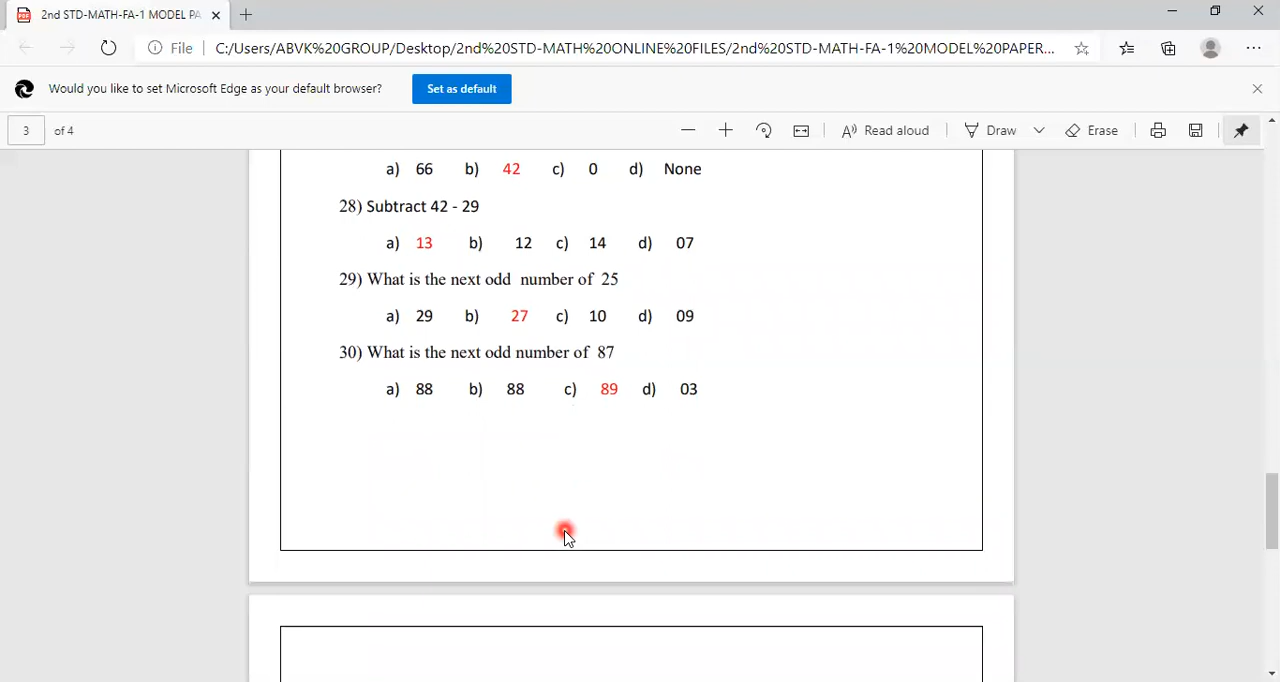 2nd STD-MATH-FA-1 MODEL PA
File C:/Users/ABVK%20GROUP/Desktop/2nd%20STD-MATH%20ONLINE%20FILES/2nd%20STD-MATH-FA-1%20MODEL%20PAPER...
Would you like to set Microsoft Edge as your default browser? Set as default
3 of 4 Read aloud Draw Erase
a) 66 b) 42 c) 0 d) None
28) Subtract 42 - 29
a) 13 b) 12 c) 14 d) 07
29) What is the next odd number of 25
a) 29 b) 27 c) 10 d) 09
30) What is the next odd number of 87
a) 88 b) 88 c) 89 d) 03